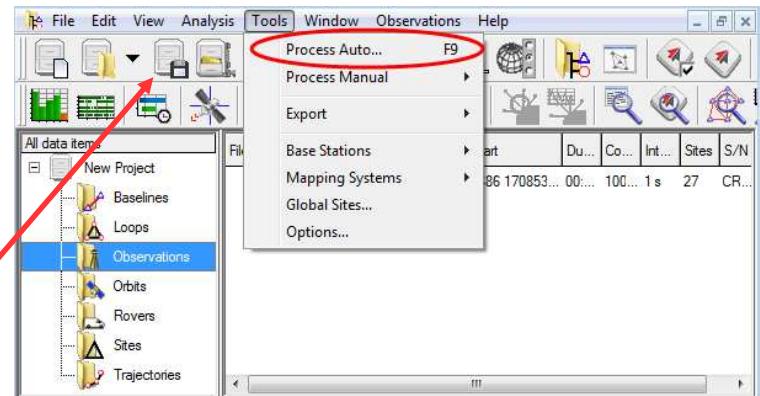 File Edit View Analysis Tools Window Observations Help
Process Auto... F9
Process Manual
Export
Base Stations
Mapping Systems
Global Sites...
Options...
All data items
New Project
Baselines
Loops
Observations
Orbits
Rovers
Sites
Trajectories
Fil art Du... Co... Int... Sites S/N
86 170853... 00:... 100... 1 s 27 CR...